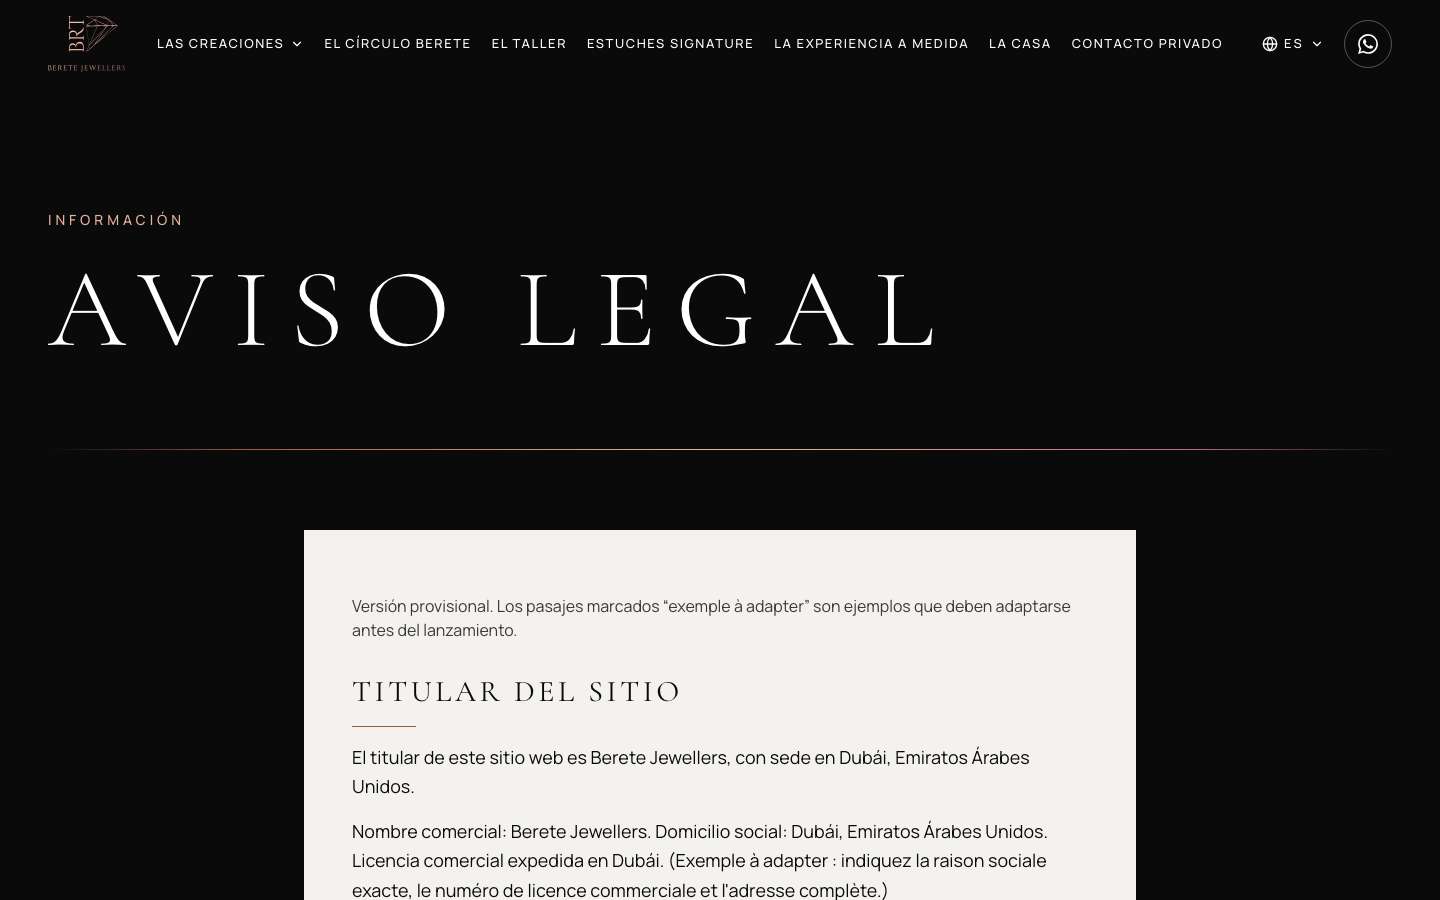 BRT
BERETE JEWELLERS
LAS CREACIONES
EL CÍRCULO BERETE
EL TALLER
ESTUCHES SIGNATURE
LA EXPERIENCIA A MEDIDA
LA CASA
CONTACTO PRIVADO
ES
INFORMACIÓN
AVISO LEGAL
Versión provisional. Los pasajes marcados “exemple à adapter” son ejemplos que deben adaptarse
antes del lanzamiento.
TITULAR DEL SITIO
El titular de este sitio web es Berete Jewellers, con sede en Dubái, Emiratos Árabes
Unidos.
Nombre comercial: Berete Jewellers. Domicilio social: Dubái, Emiratos Árabes Unidos.
Licencia comercial expedida en Dubái. (Exemple à adapter : indiquez la raison sociale
exacte, le numéro de licence commerciale et l'adresse complète.)